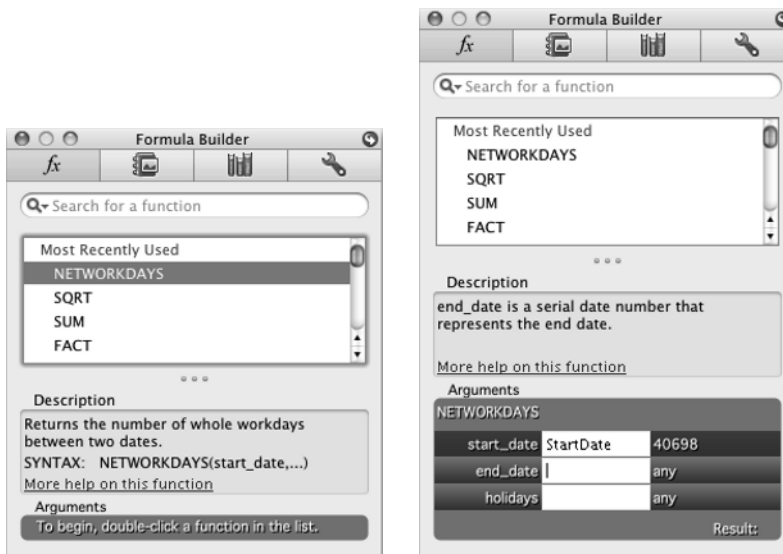 Formula Builder
fx
Search for a function
Most Recently Used
NETWORKDAYS
SQRT
SUM
FACT
Description
Returns the number of whole workdays
between two dates.
SYNTAX: NETWORKDAYS(start_date,...)
More help on this function
Arguments
To begin, double-click a function in the list.
Formula Builder
fx
Search for a function
Most Recently Used
NETWORKDAYS
SQRT
SUM
FACT
Description
end_date is a serial date number that
represents the end date.
More help on this function
Arguments
NETWORKDAYS
start_date StartDate 40698
end_date any
holidays any
Result: